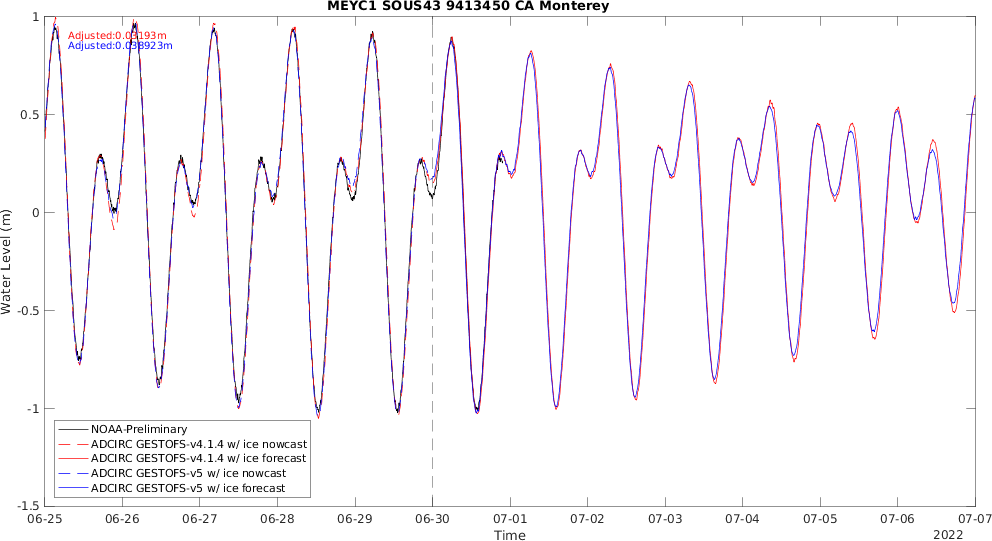 MEYC1 SOUS43 9413450 CA Monterey
1
Adjusted:0.03193m
Adjusted:0.038923m
0.5
0
-0.5
-1
-1.5
Water Level (m)
NOAA-Preliminary
ADCIRC GESTOFS-v4.1.4 w/ ice nowcast
ADCIRC GESTOFS-v4.1.4 w/ ice forecast
ADCIRC GESTOFS-v5 w/ ice nowcast
ADCIRC GESTOFS-v5 w/ ice forecast
06-25 06-26 06-27 06-28 06-29 06-30 07-01 07-02 07-03 07-04 07-05 07-06 07-07
Time
2022